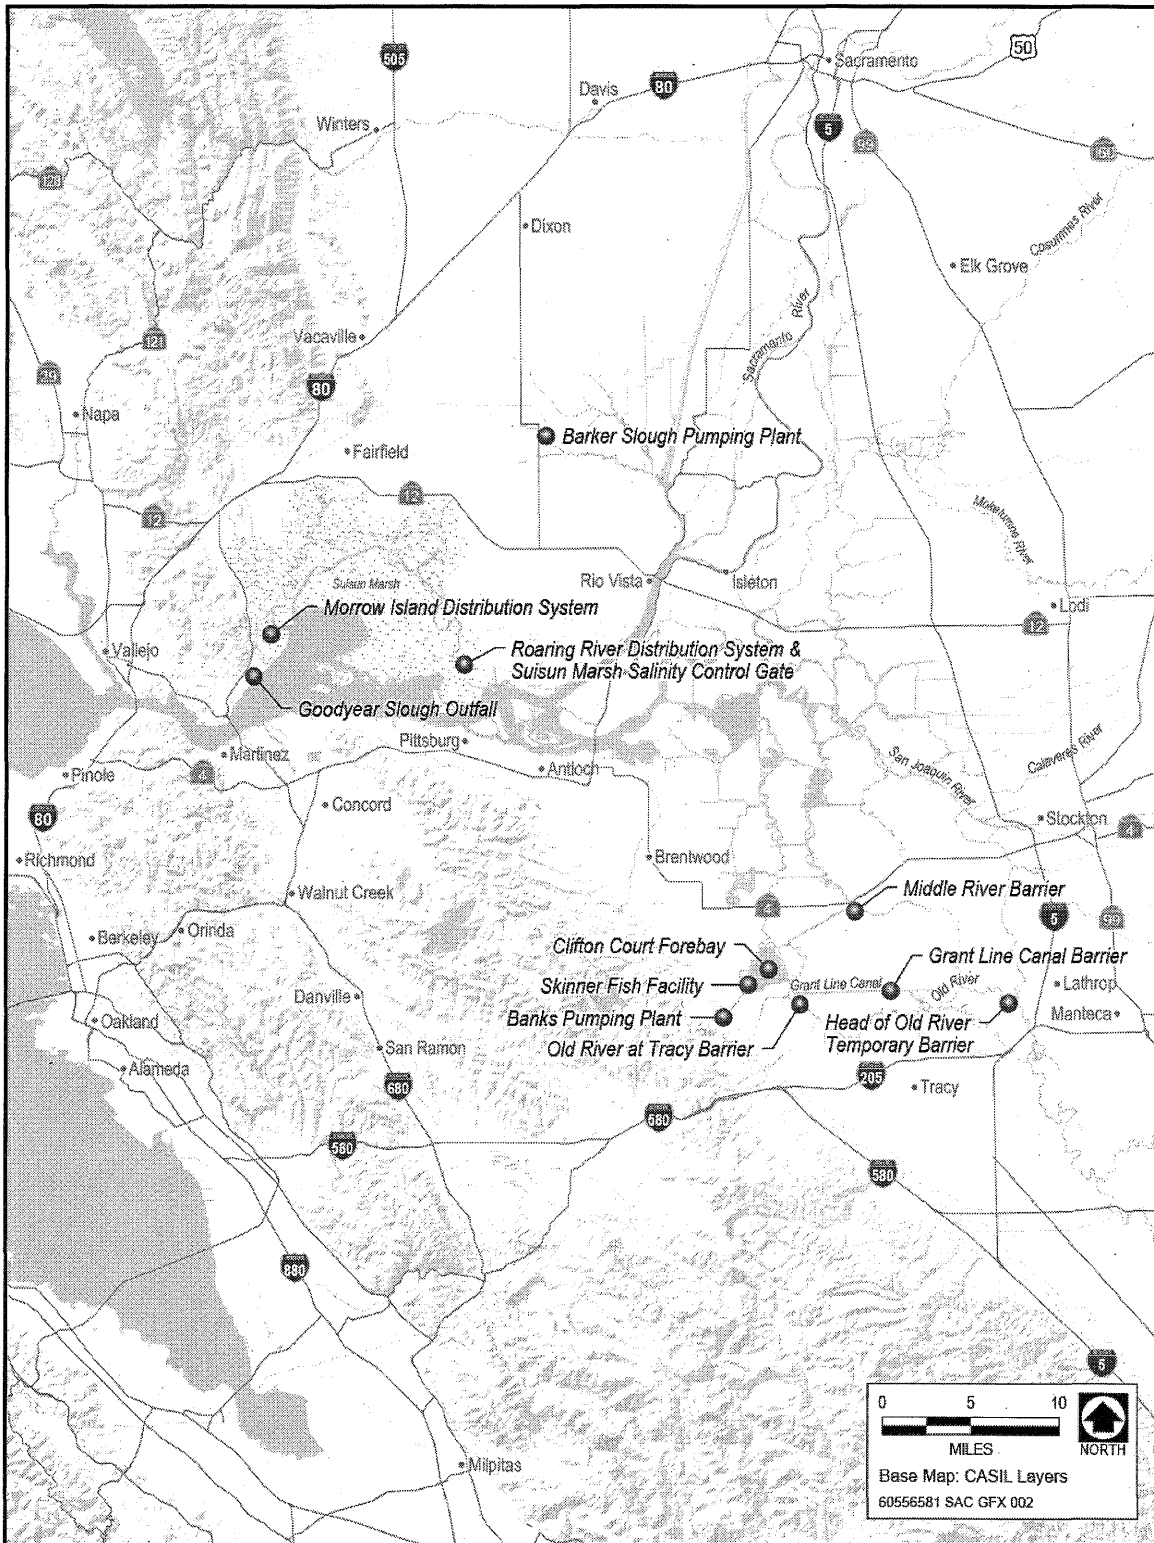 50
505
Sacramento
80
Davis
Winters
5
99
128
Dixon
Cosumnes River
Elk Grove
Sacramento River
Vacaville
121
29
80
Napa
Barker Slough Pumping Plant
Fairfield
12
12
Mokelumne River
Suisun Marsh
Rio Vista
Isleton
Lodi
12
Morrow Island Distribution System
Vallejo
Roaring River Distribution System &
Suisun Marsh Salinity Control Gate
Goodyear Slough Outfall
Pittsburg
Martinez
San Joaquin River
Calaveras River
Pinole
4
Antioch
Concord
80
Stockton
4
Richmond
Brentwood
Walnut Creek
Middle River Barrier
4
5
99
Orinda
Berkeley
Clifton Court Forebay
Grant Line Canal Barrier
Skinner Fish Facility
Grant Line Canal
Old River
Lathrop
Danville
Banks Pumping Plant
Head of Old River
Temporary Barrier
Manteca
Oakland
Old River at Tracy Barrier
San Ramon
Alameda
680
205
Tracy
580
580
580
880
5
0 5 10
MILES
NORTH
Base Map: CASIL Layers
60556581 SAC GFX 002
Milpitas